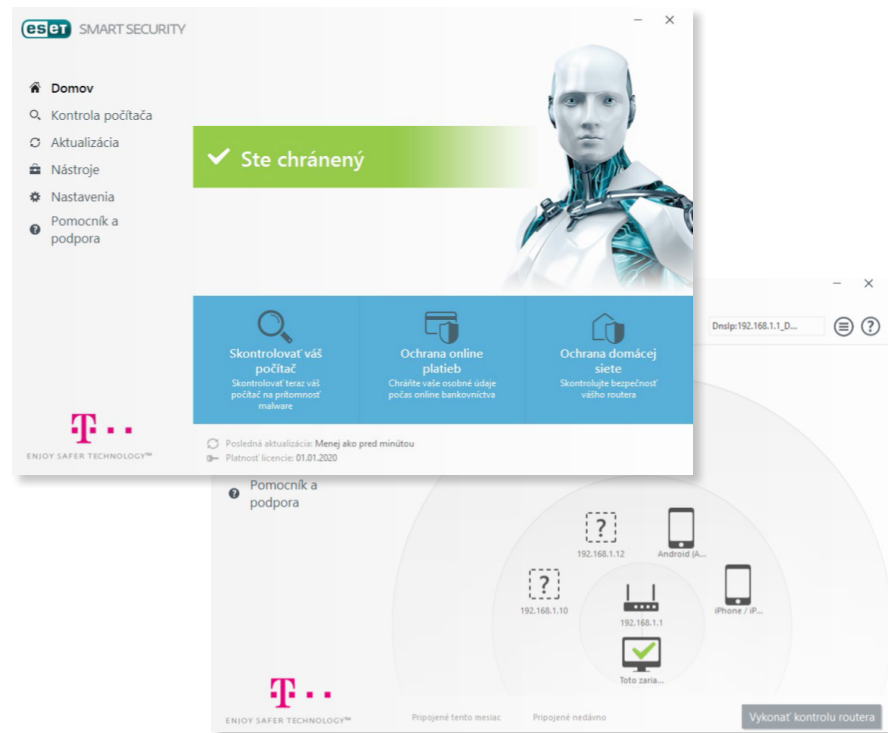 eset SMART SECURITY
Domov
Kontrola počítača
Aktualizácia
Nástroje
Nastavenia
Pomocník a
podpora
Ste chránený
Skontrolovať váš
počítač
Skontrolovať teraz váš
počítač na prítomnosť
malware
Ochrana online
platieb
Chráňte vaše osobné údaje
počas online bankovníctva
Ochrana domácej
siete
Skontrolujte bezpečnosť
vášho routera
T
ENJOY SAFER TECHNOLOGY™
Posledná aktualizácia: Menej ako pred minútou
Platnosť licencie: 01.01.2020
DnsIp:192.168.1.1_D...
Pomocník a
podpora
192.168.1.12
Android (A...
192.168.1.10
iPhone / iP...
192.168.1.1
Toto zaria...
T
ENJOY SAFER TECHNOLOGY™
Pripojené tento mesiac
Pripojené nedávno
Vykonať kontrolu routera